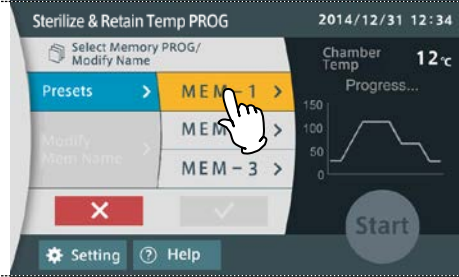 Sterilize & Retain Temp PROG
2014/12/31 12:34
Select Memory PROG/
Modify Name
Chamber
Temp
12℃
Presets
MEM-1
Progress...
150
100
50
0
Modify
Mem Name
MEM
MEM-3
Start
Setting
Help